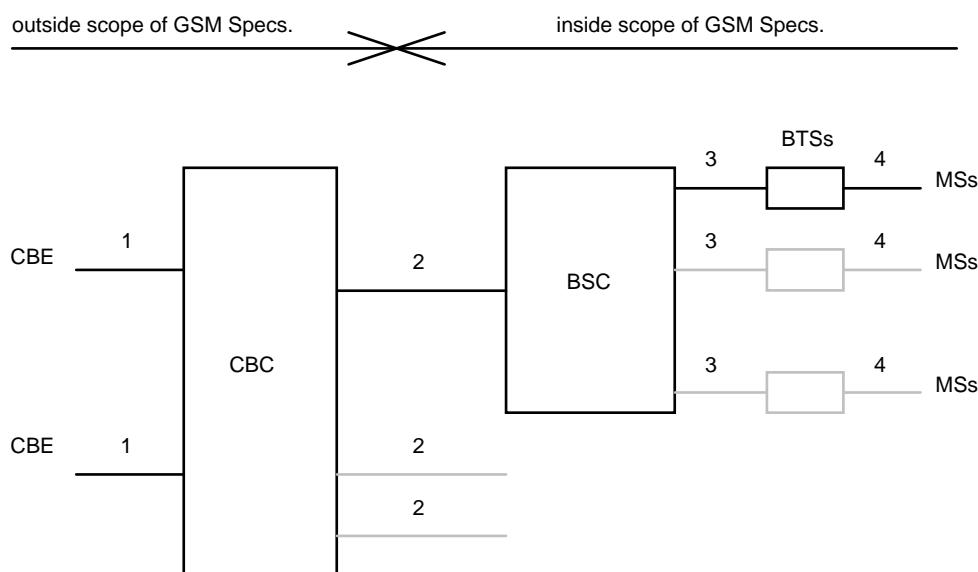 outside scope of GSM Specs.
inside scope of GSM Specs.
BTSs
3
4
MSs
1
3
4
CBE
2
MSs
BSC
CBC
3
4
MSs
CBE
1
2
2